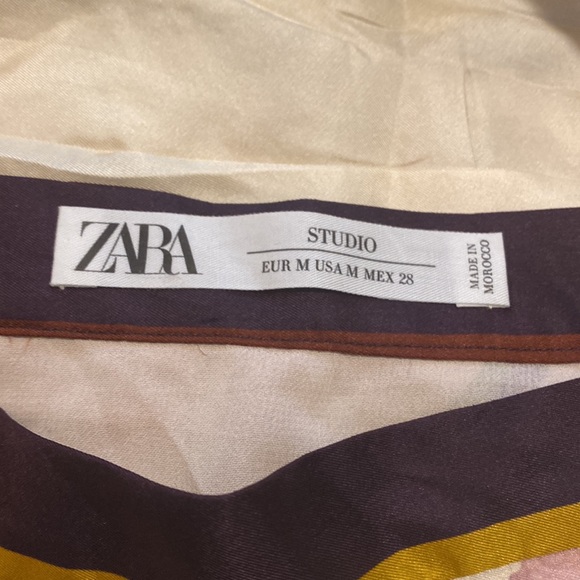 ZARA
STUDIO
EUR M USA M MEX 28
MADE IN
MOROCCO